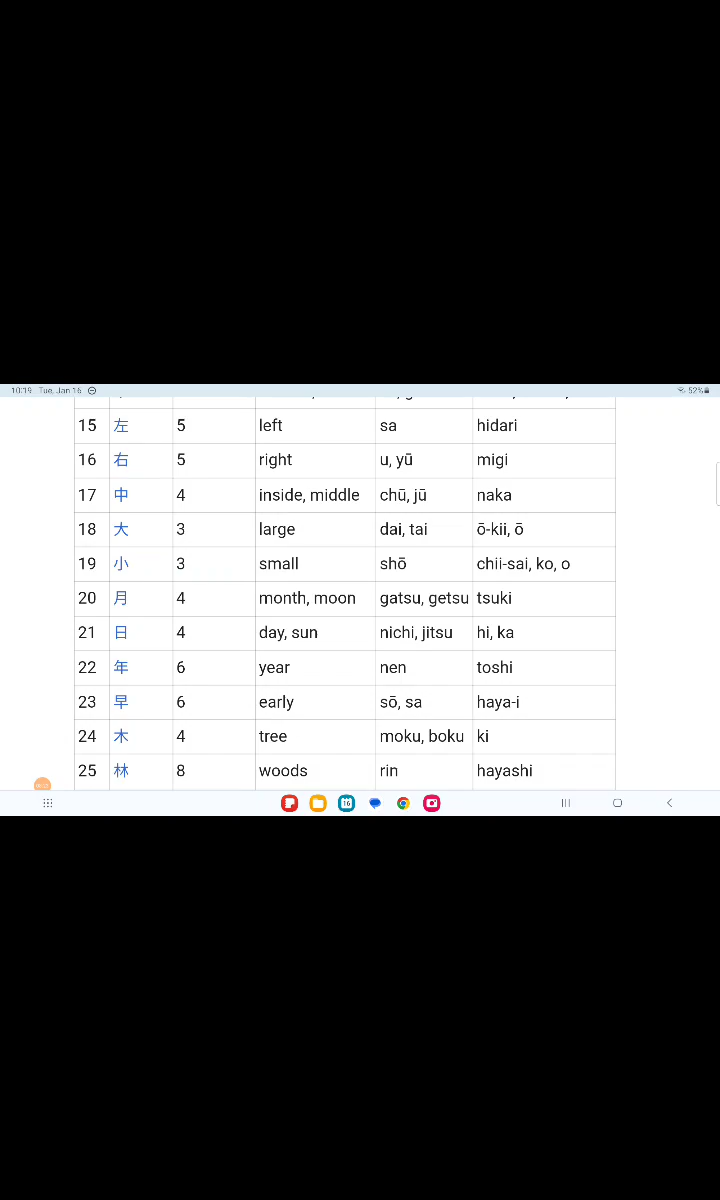 10:19 Tue, Jan 16 52%
15 左 5 left sa hidari
16 右 5 right u, yū migi
17 中 4 inside, middle chū, jū naka
18 大 3 large dai, tai ō-kii, ō
19 小 3 small shō chii-sai, ko, o
20 月 4 month, moon gatsu, getsu tsuki
21 日 4 day, sun nichi, jitsu hi, ka
22 年 6 year nen toshi
23 早 6 early sō, sa haya-i
24 木 4 tree moku, boku ki
25 林 8 woods rin hayashi
16